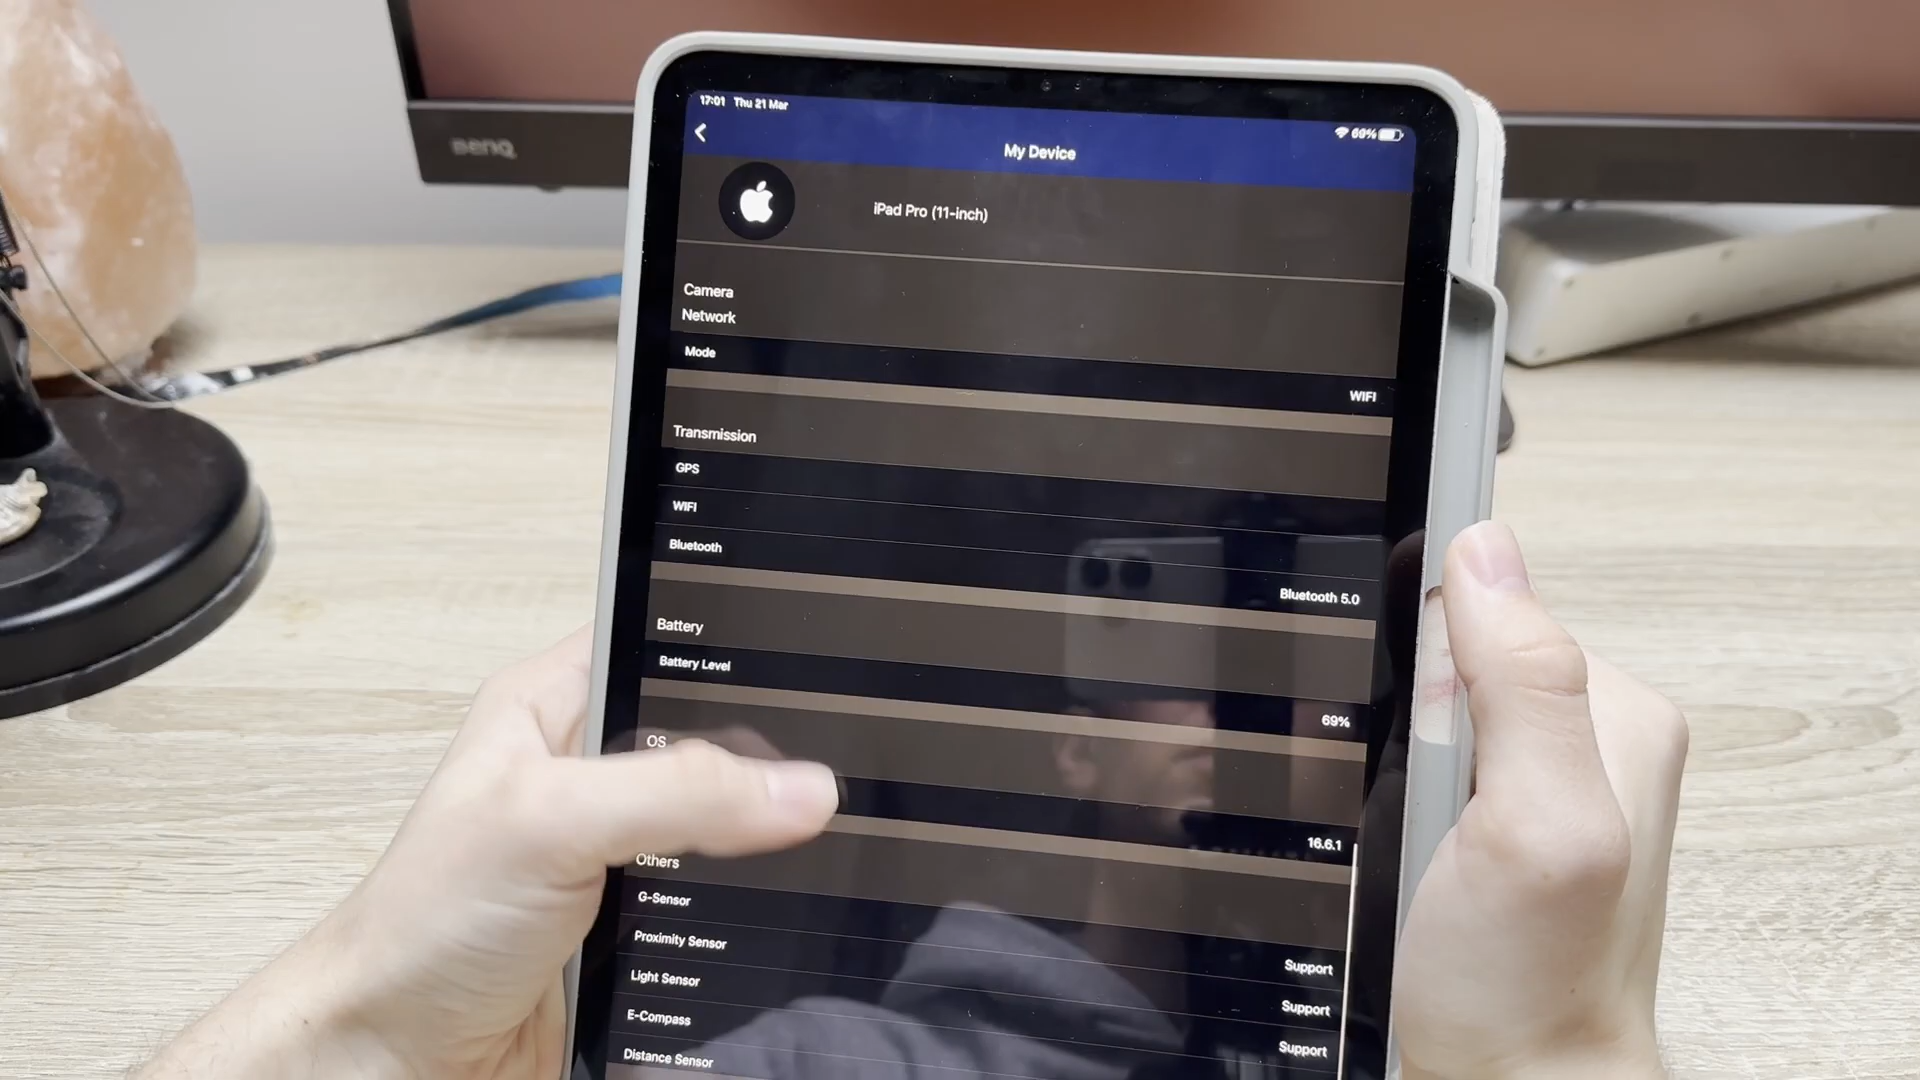 BenQ
17:01 Thu 21 Mar
69%
My Device
iPad Pro (11-inch)
Camera
Network
Mode
WIFI
Transmission
GPS
WIFI
Bluetooth
Bluetooth 5.0
Battery
Battery Level
69%
OS
16.6.1
Others
G-Sensor
Proximity Sensor
Support
Light Sensor
Support
E-Compass
Support
Distance Sensor